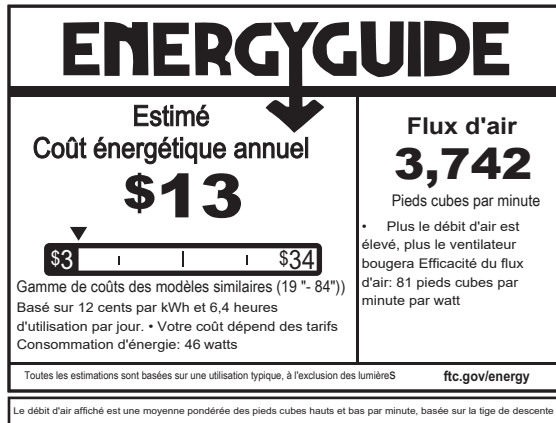 ENERGYGUIDE
Estimé
Coût énergétique annuel
$13
$3
$34
Gamme de coûts des modèles similaires (19 "- 84"))
Basé sur 12 cents par kWh et 6,4 heures
d'utilisation par jour. • Votre coût dépend des tarifs
Consommation d'énergie: 46 watts
Flux d'air
3,742
Pieds cubes par minute
• Plus le débit d'air est
élevé, plus le ventilateur
bougera Efficacité du flux
d'air: 81 pieds cubes par
minute par watt
Toutes les estimations sont basées sur une utilisation typique, à l'exclusion des lumièreS
ftc.gov/energy
Le débit d'air affiché est une moyenne pondérée des pieds cubes hauts et bas par minute, basée sur la tige de descente